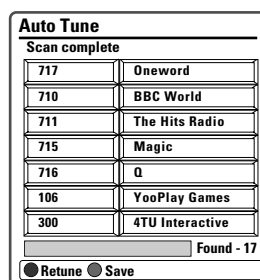 Auto Tune
Scan complete
717 Oneword
710 BBC World
711 The Hits Radio
715 Magic
716 Q
106 YooPlay Games
300 4TU Interactive
Found - 17
Retune Save